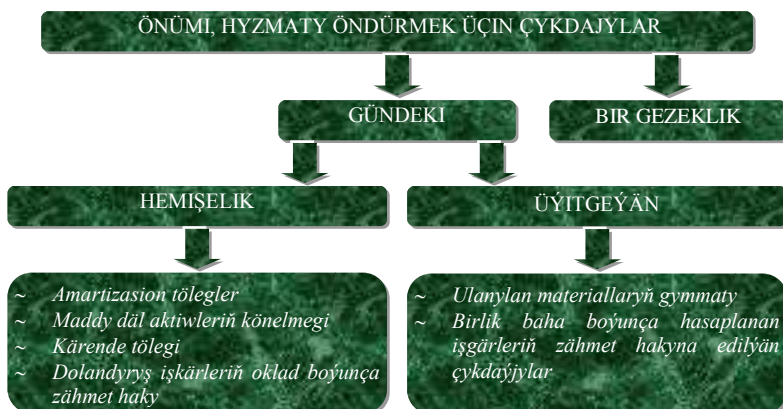 ÖNÜMI, HYZMATY ÖNDÜRMEK ÜÇIN ÇYKDAJYLAR
GÜNDEKI
BIR GEZEKLIK
HEMIŞELIK
ÜÝITGEÝÄN
~ Amartizasion tölegler
~ Maddy däl aktiwleriň könelmegi
~ Kärende tölegi
~ Dolandyryş işkärleriň oklad boýunça
zähmet haky
~ Ulanylan materiallaryň gymmaty
~ Birlik baha boýunça hasaplanan
işgärleriň zähmet hakyna edilýän
çykdaýjylar